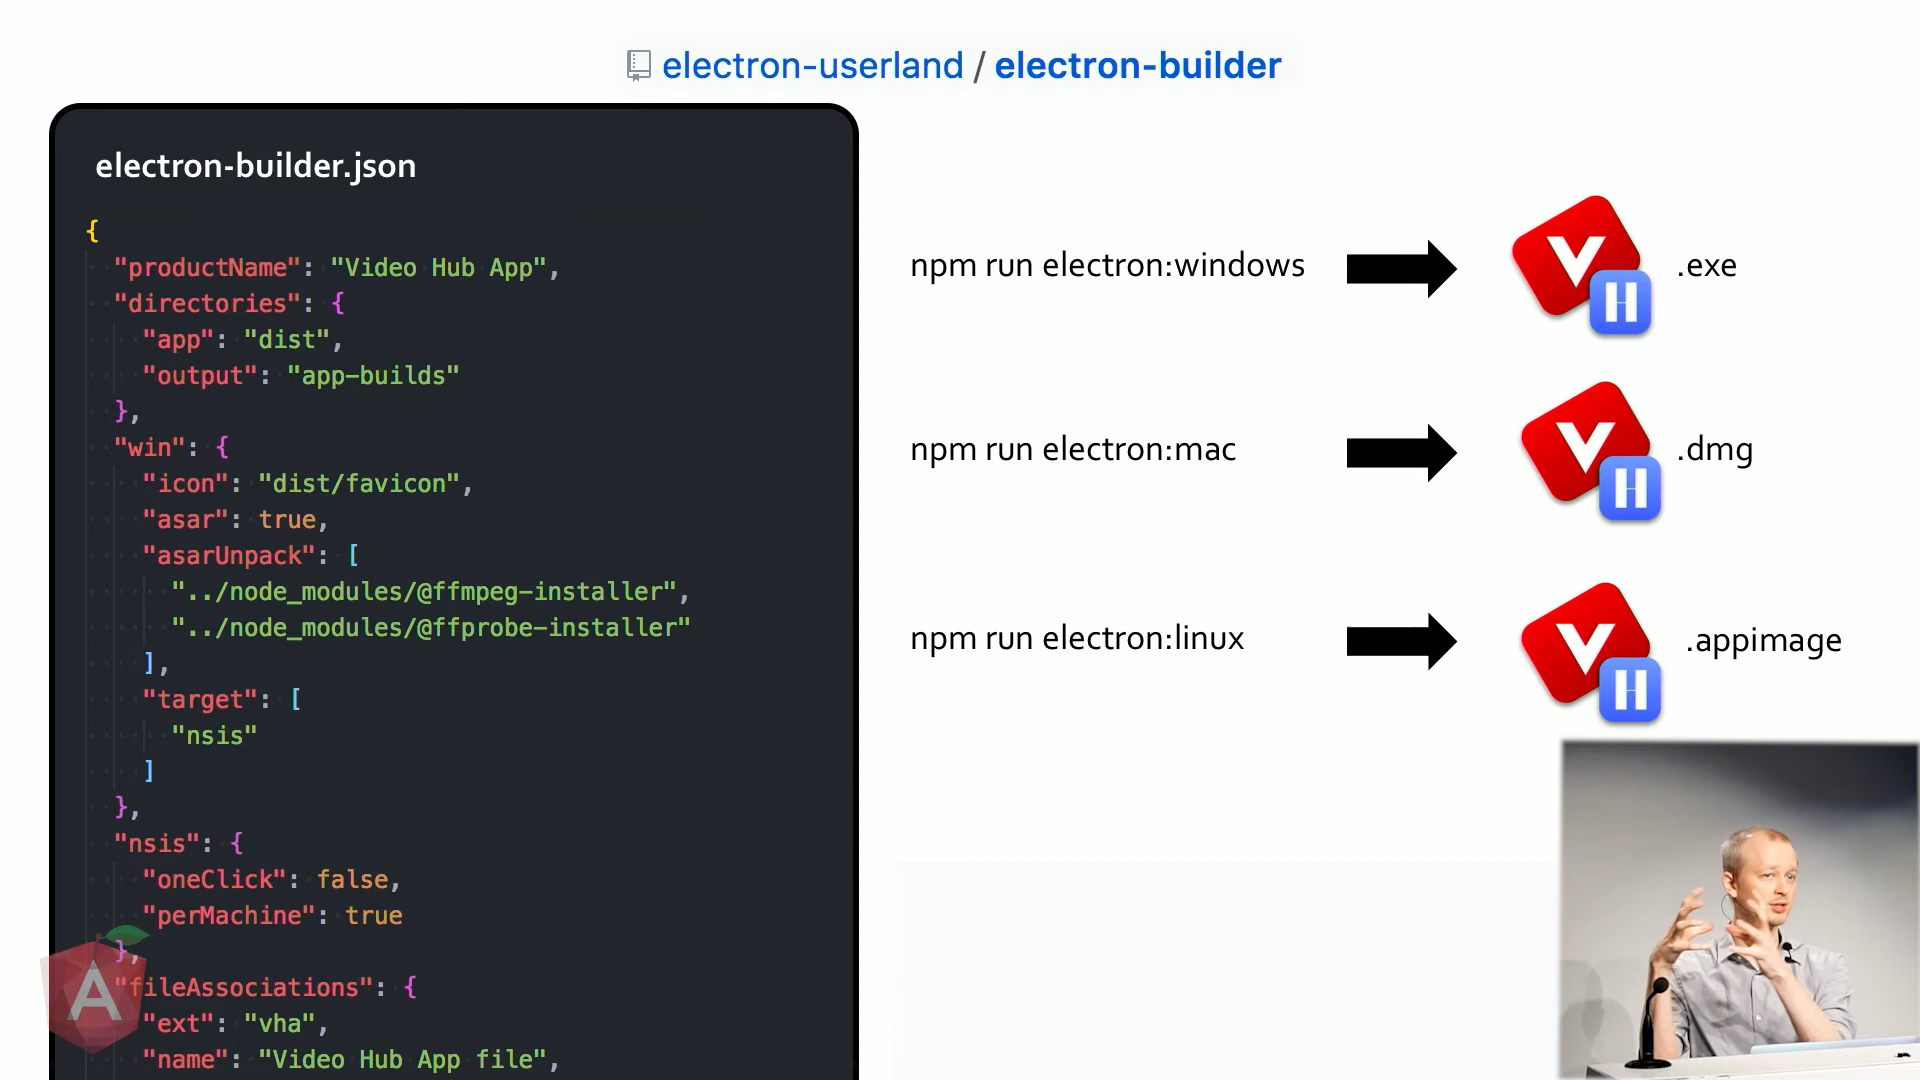 electron-userland / electron-builder
electron-builder.json
{
"productName": "Video Hub App",
"directories": {
"app": "dist",
"output": "app-builds"
},
"win": {
"icon": "dist/favicon",
"asar": true,
"asarUnpack": [
"../node_modules/@ffmpeg-installer",
"../node_modules/@ffprobe-installer"
],
"target": [
"nsis"
]
},
"nsis": {
"oneClick": false,
"perMachine": true
},
"fileAssociations": {
"ext": "vha",
"name": "Video Hub App file",
npm run electron:windows
V
H
.exe
npm run electron:mac
V
H
.dmg
npm run electron:linux
V
H
.appimage
A